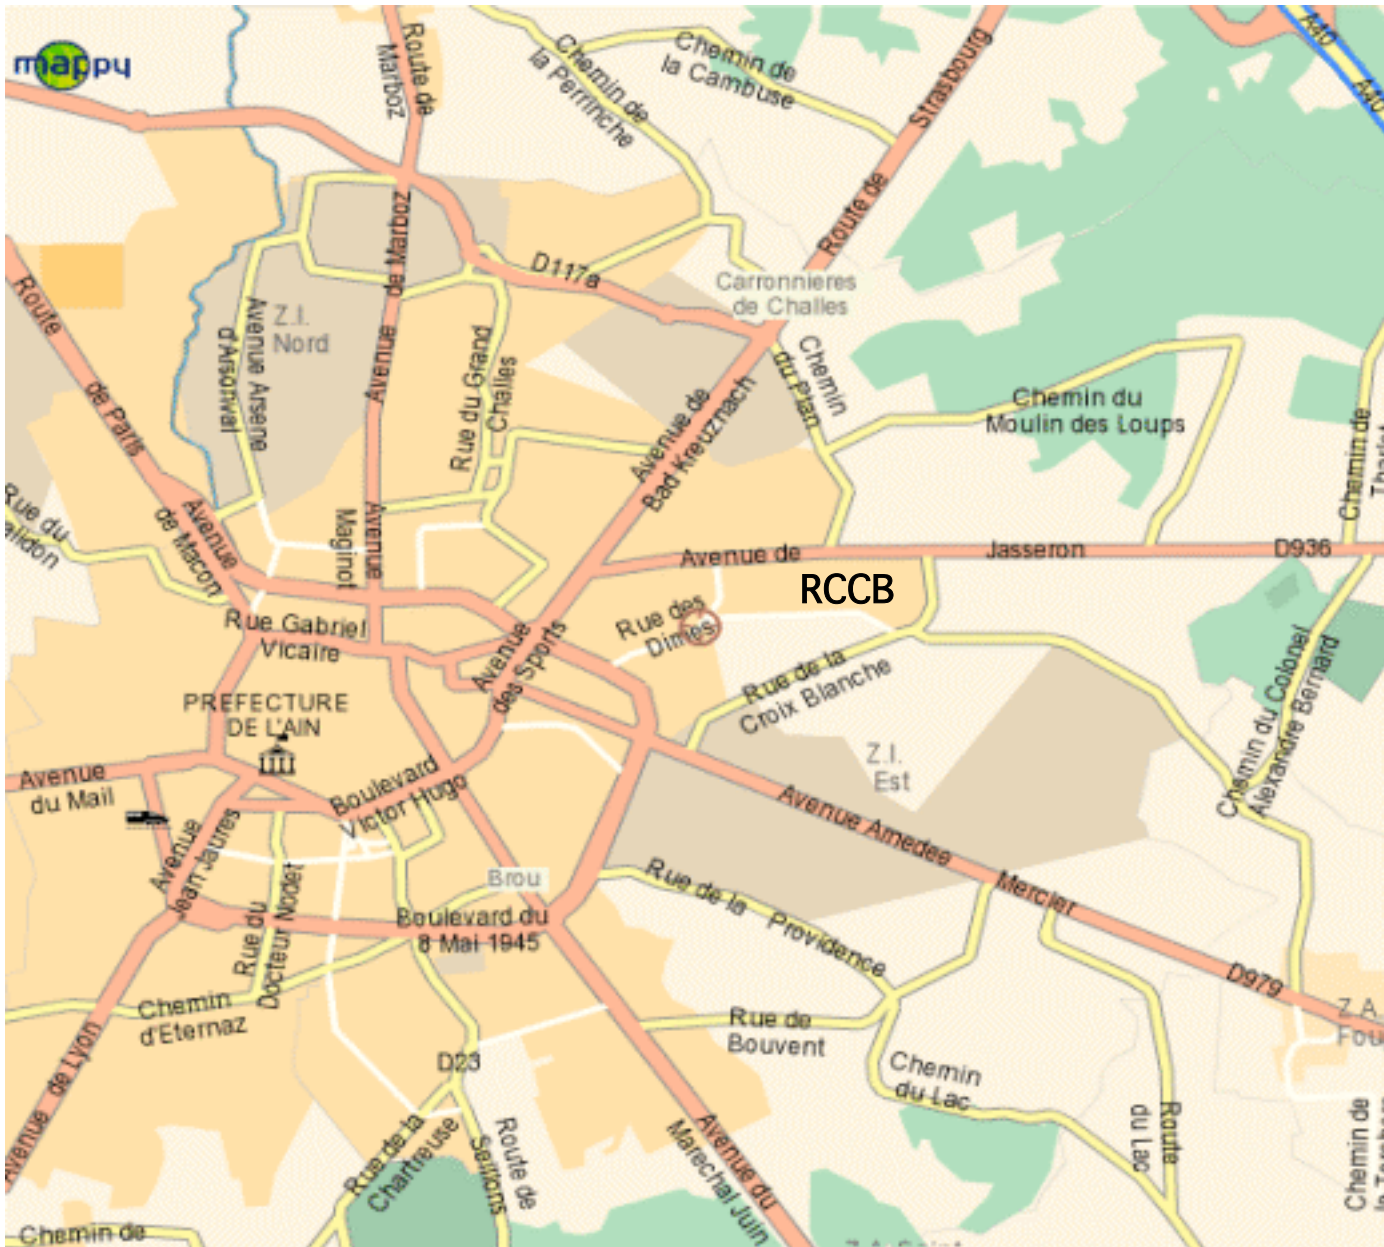 mappy
Route de
Marboz
Chemin de
la Perrinche
Chemin de
la Cambuse
Strasbourg
Route de
A40
A40
D117a
Carronnieres
de Challes
Avenue
de Marboz
Z.I.
Nord
Avenue Arsene
d'Arsonval
Rue du Grand
Challes
Route
de Paris
Chemin
du Plan
Avenue de
Bad Kreuznach
Chemin du
Moulin des Loups
Chemin de
Rue du
Avenue
de Macon
Avenue
Maginot
Avenue de
Jasseron
D936
RCCB
Rue des
Dimes
Rue Gabriel
Vicaire
Avenue
des Sports
Rue de la
Croix Blanche
Chemin du Colonel
Alexandre Bernard
PREFECTURE
DE L'AIN
Z.I.
Est
Avenue
du Mail
Boulevard
Victor Hugo
Avenue Amedee
Mercier
Avenue
Jean Jaures
Brou
Rue de la Providence
Rue du
Docteur Nodet
Boulevard du
8 Mai 1945
D979
Z.A.
Chemin
d'Eternaz
Rue de
Bouvent
Avenue de Lyon
D23
Chemin
du Lac
Route
du Lac
Rue de la
Chartreuse
Route de
Seillons
Avenue du
Marechal Juin
Chemin de
Chemin de